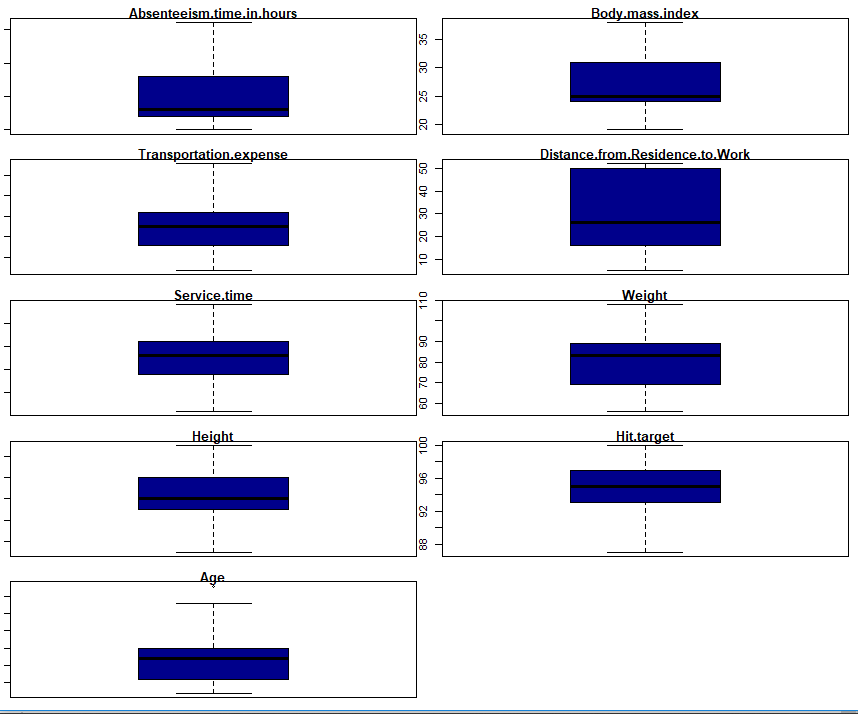 Absenteeism.time.in.hours
Body.mass.index
35
30
25
20
Transportation.expense
Distance.from.Residence.to.Work
50
40
30
20
10
Service.time
Weight
110
90
80
70
60
Height
Hit.target
100
96
92
88
Age